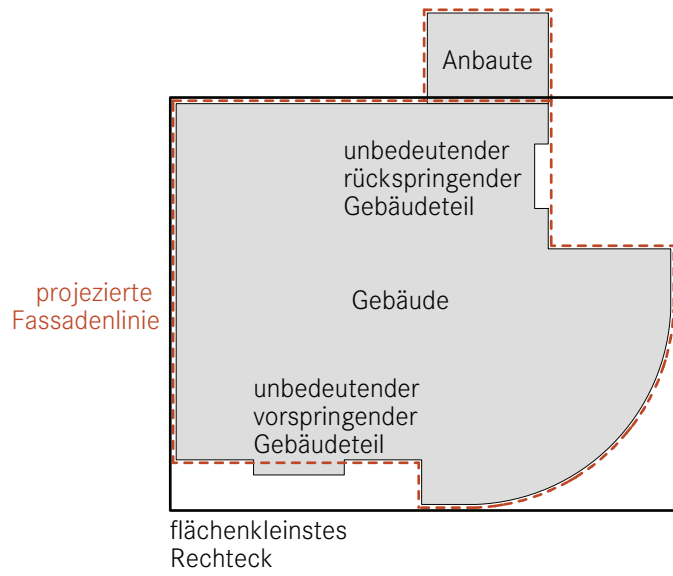 Anbaute
unbedeutender
rückspringender
Gebäudeteil
projezierte
Fassadenlinie
Gebäude
unbedeutender
vorspringender
Gebäudeteil
flächenkleinstes
Rechteck